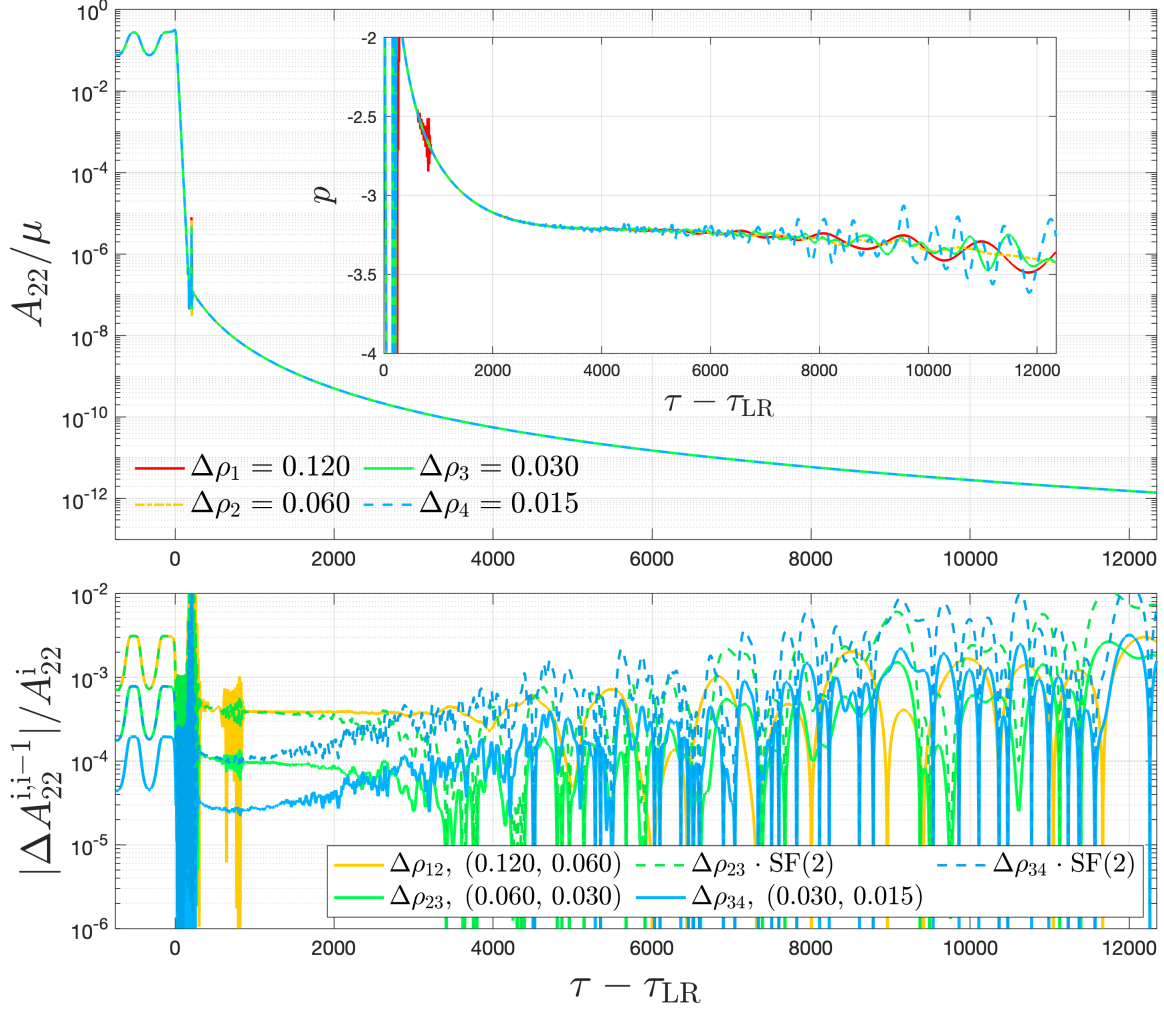 10^0
10^-2
10^-4
10^-6
10^-8
10^-10
10^-12
A_22/μ
-2
-2.5
-3
-3.5
-4
p
0 2000 4000 6000 8000 10000 12000
τ − τ_LR
Δρ_1 = 0.120 Δρ_3 = 0.030
Δρ_2 = 0.060 Δρ_4 = 0.015
0 2000 4000 6000 8000 10000 12000
10^-2
10^-3
10^-4
10^-5
10^-6
|ΔA_22^i,i−1|/A_22^i
Δρ_12, (0.120, 0.060) Δρ_23 · SF(2) Δρ_34 · SF(2)
Δρ_23, (0.060, 0.030) Δρ_34, (0.030, 0.015)
0 2000 4000 6000 8000 10000 12000
τ − τ_LR